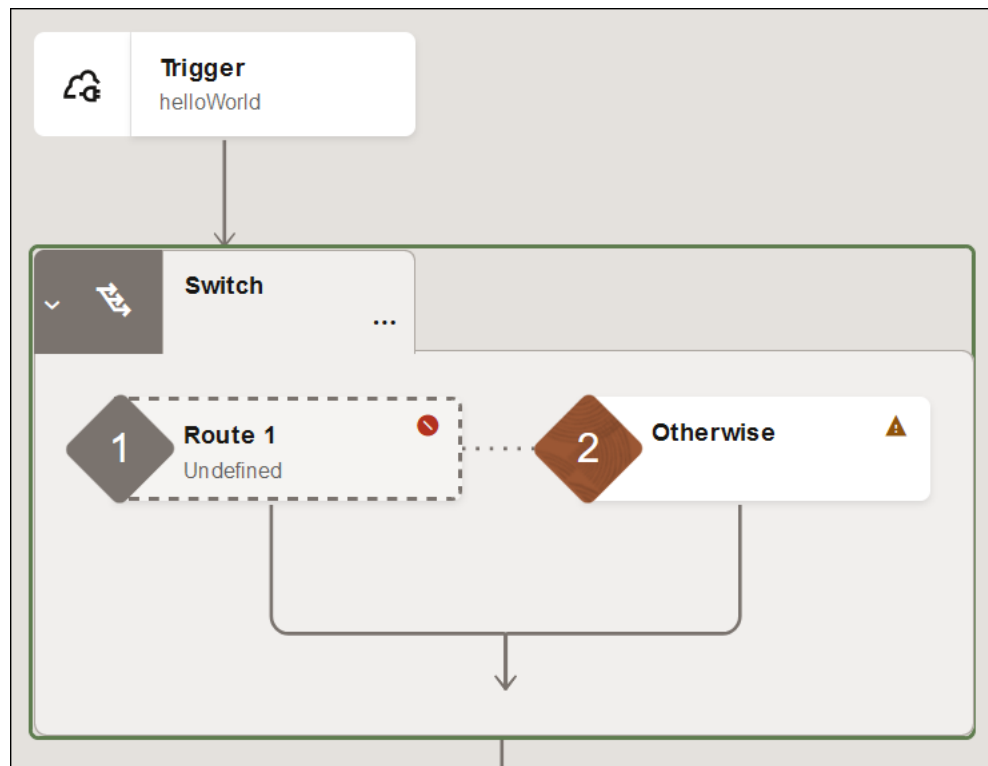 Trigger
helloWorld
Switch
...
1
Route 1
Undefined
2
Otherwise